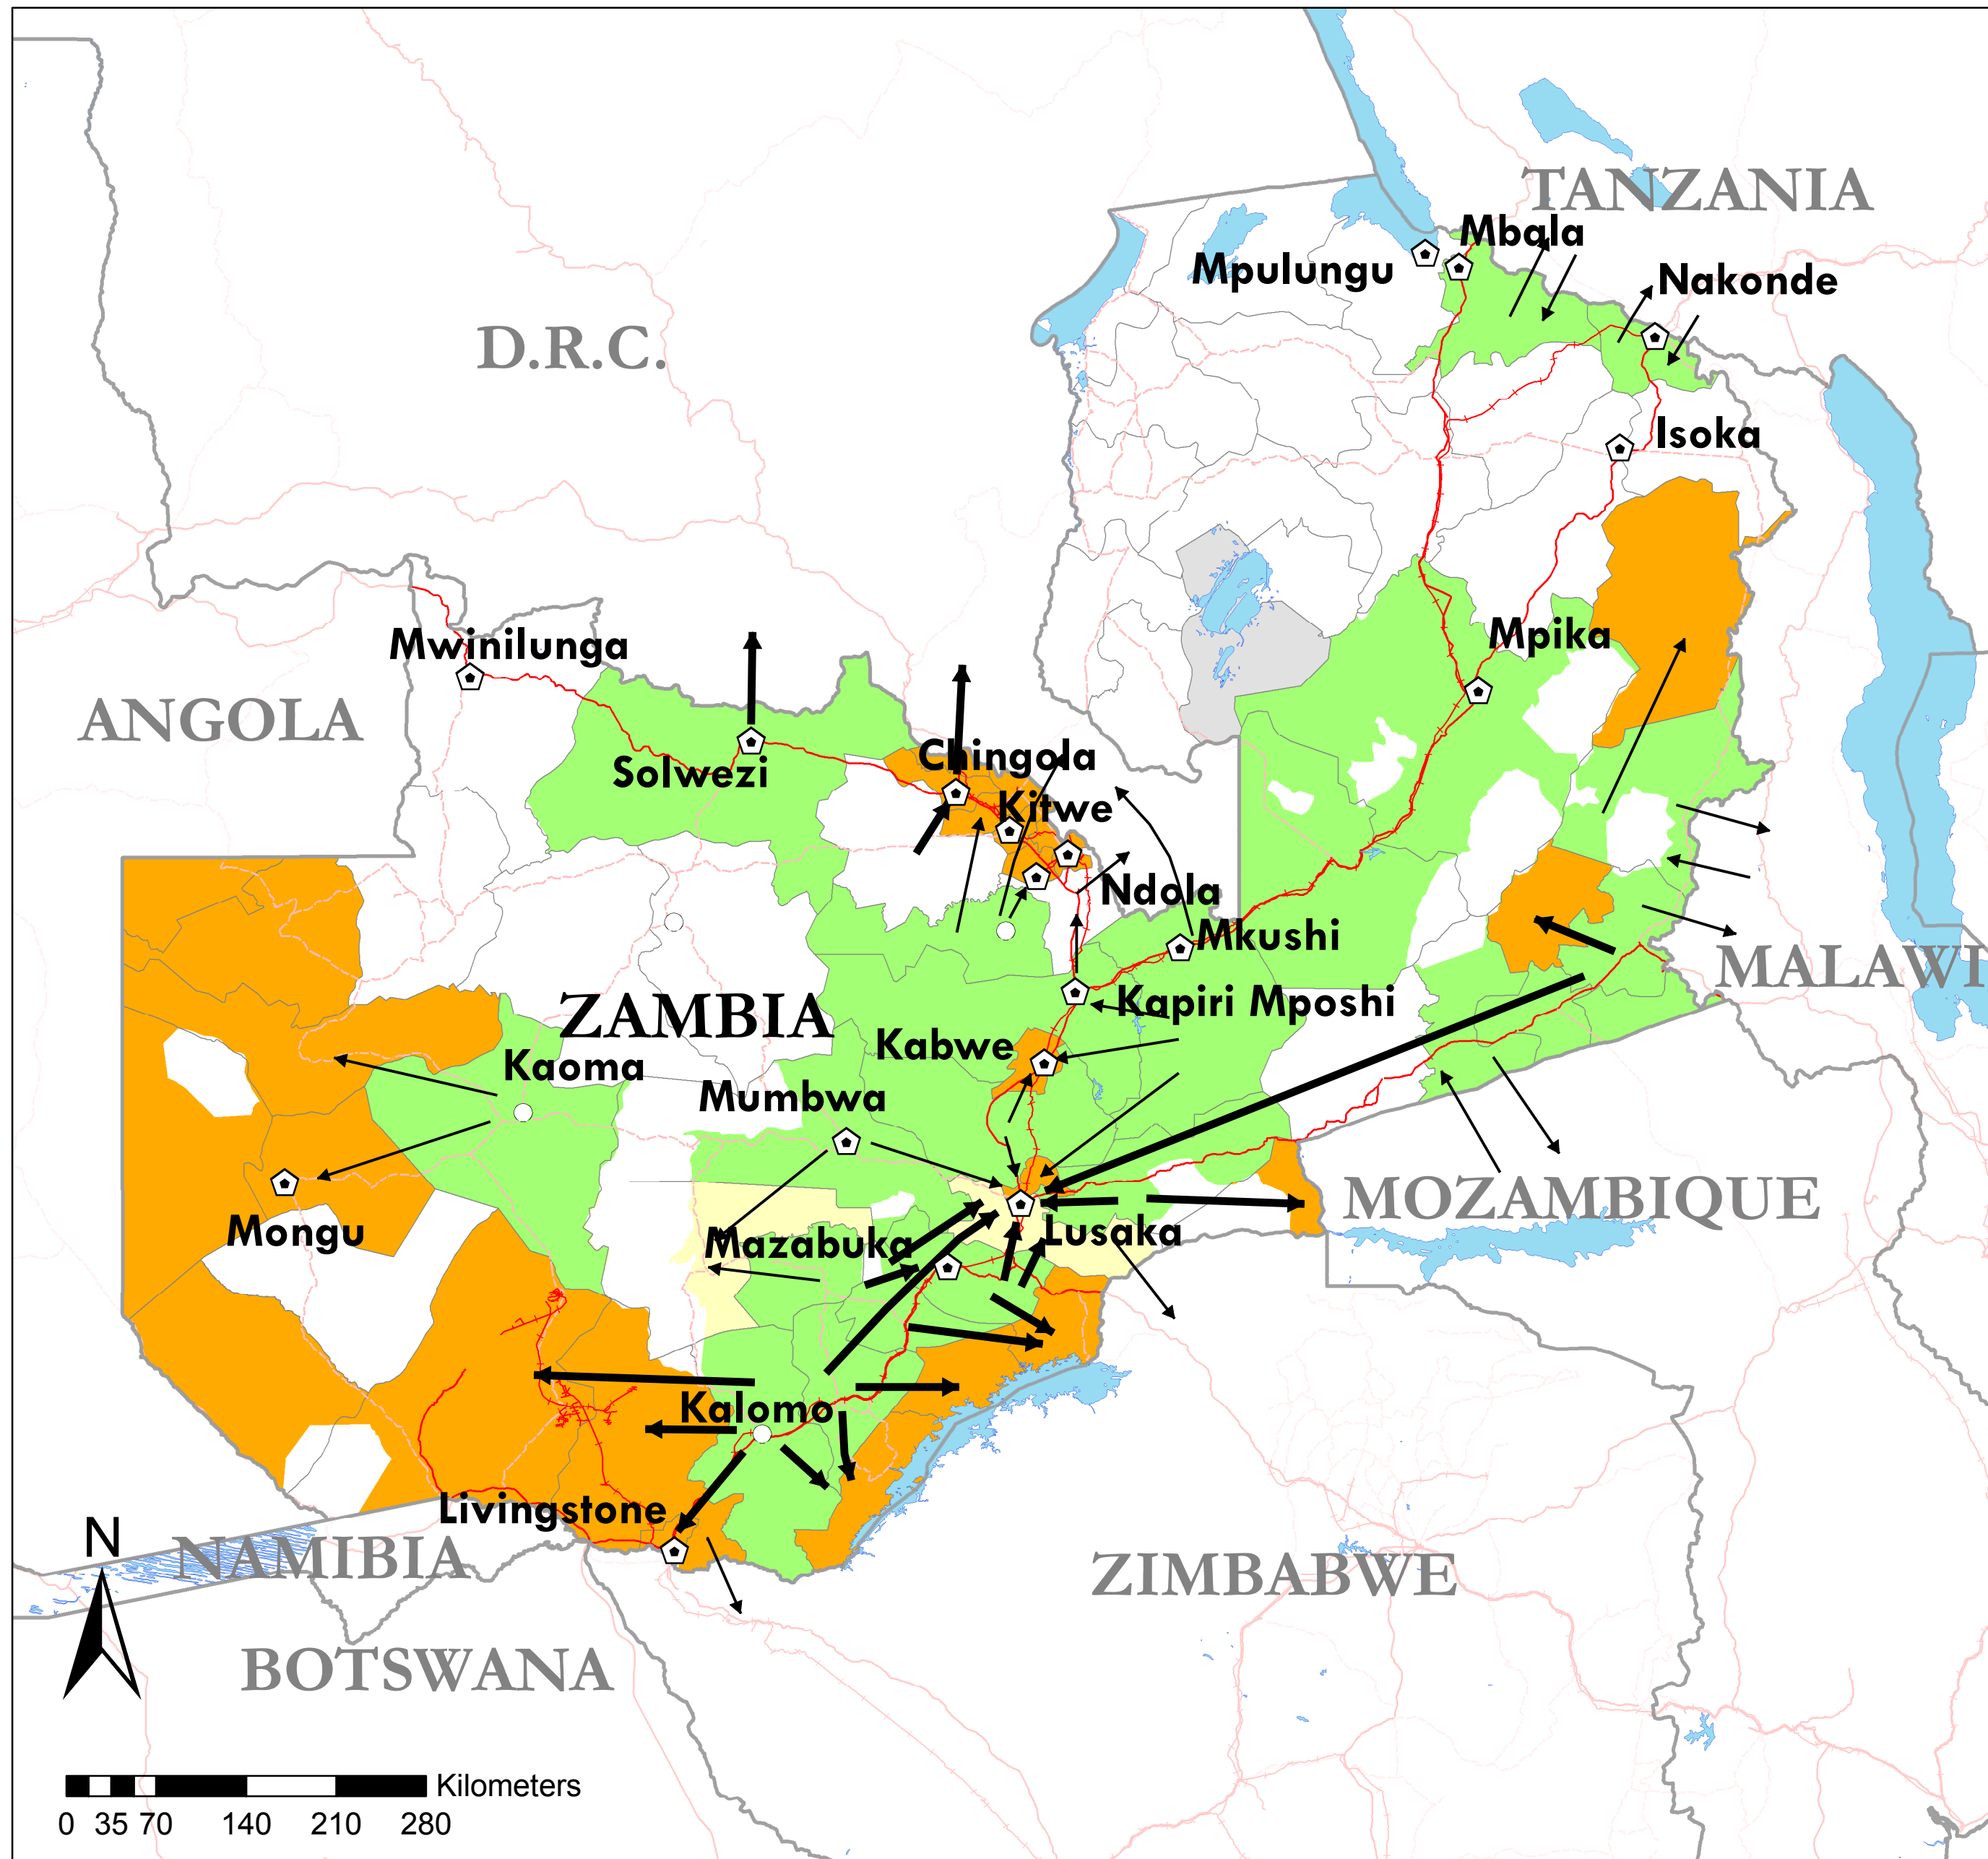 TANZANIA
Mbala
Mpulungu
Nakonde
D.R.C.
Isoka
Mwinilunga
Mpika
ANGOLA
Chingola
Solwezi
Kitwe
Ndola
Mkushi
MALAWI
ZAMBIA
Kapiri Mposhi
Kabwe
Kaoma
Mumbwa
MOZAMBIQUE
Mongu
Mazabuka
Lusaka
Kalomo
Livingstone
N
NAMIBIA
ZIMBABWE
BOTSWANA
Kilometers
0 35 70 140 210 280